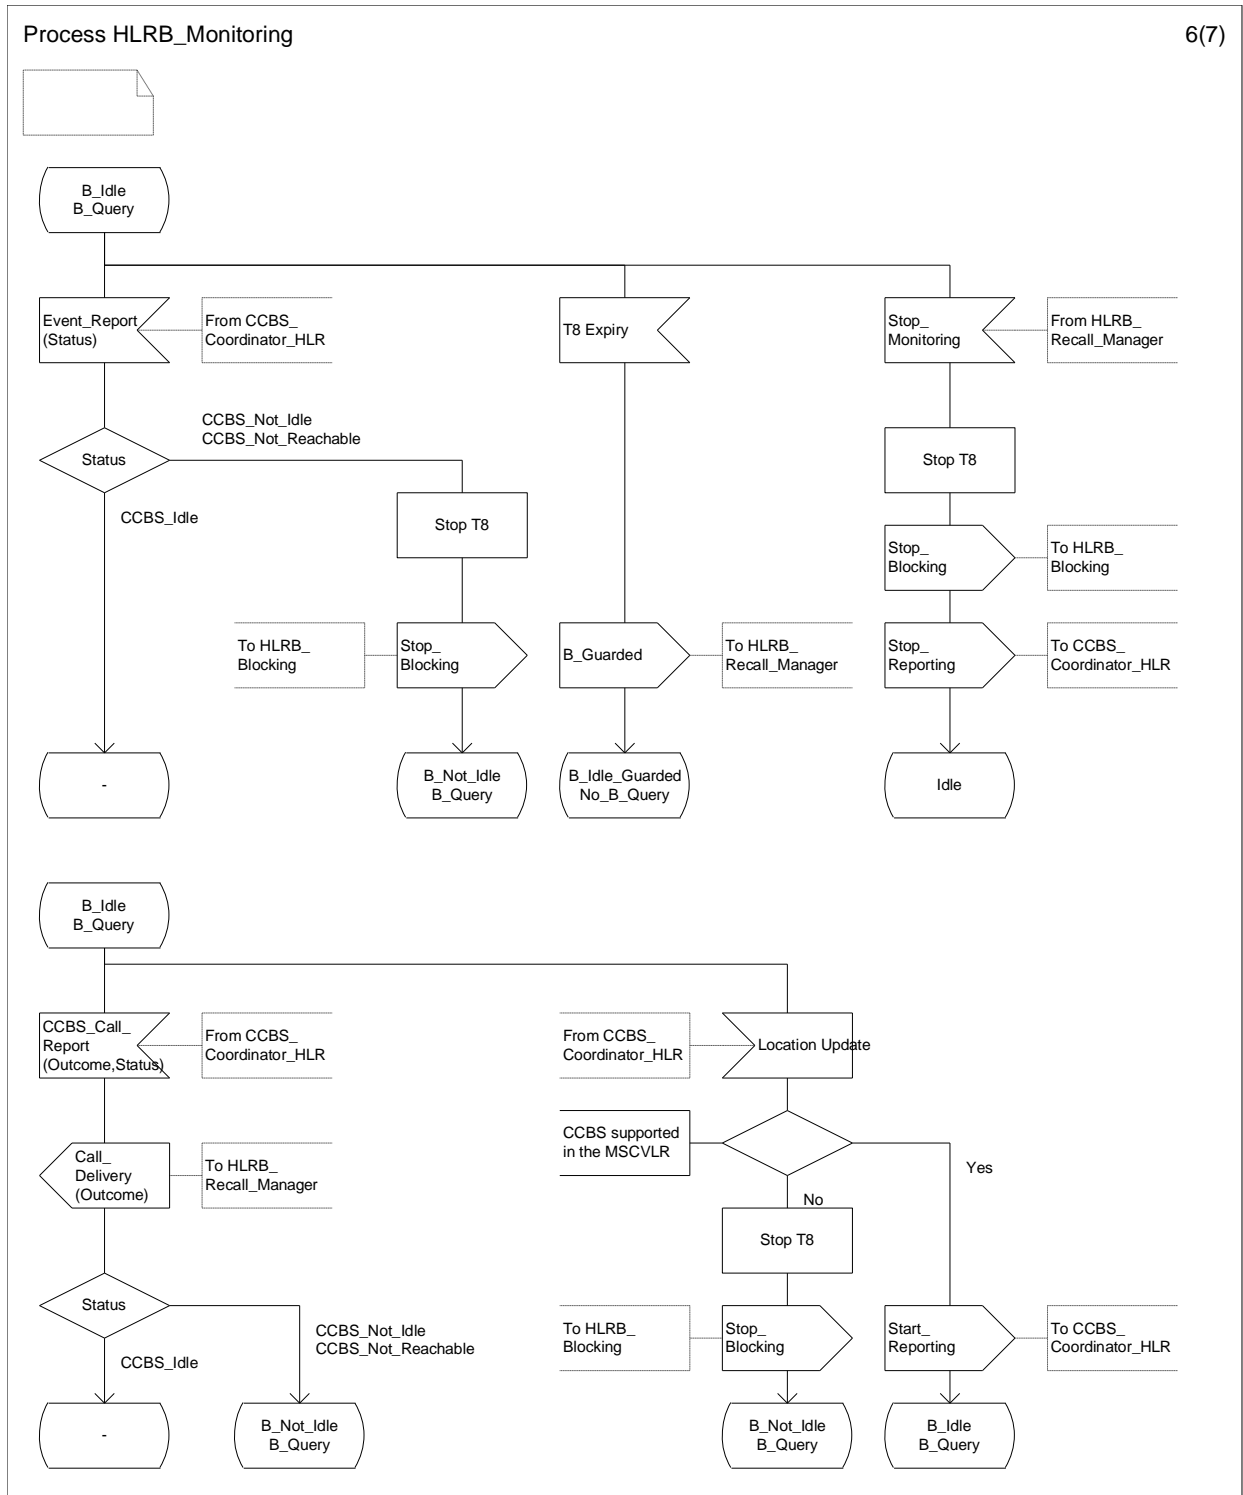 Process HLRB_Monitoring
6(7)
B_Idle
B_Query
Event_Report
(Status)
From CCBS_
Coordinator_HLR
T8 Expiry
Stop_
Monitoring
From HLRB_
Recall_Manager
Status
CCBS_Not_Idle
CCBS_Not_Reachable
CCBS_Idle
Stop T8
Stop T8
Stop_
Blocking
To HLRB_
Blocking
To HLRB_
Blocking
Stop_
Blocking
B_Guarded
To HLRB_
Recall_Manager
Stop_
Reporting
To CCBS_
Coordinator_HLR
-
B_Not_Idle
B_Query
B_Idle_Guarded
No_B_Query
Idle
B_Idle
B_Query
CCBS_Call_
Report
(Outcome,Status)
From CCBS_
Coordinator_HLR
From CCBS_
Coordinator_HLR
Location Update
Call_
Delivery
(Outcome)
To HLRB_
Recall_Manager
CCBS supported
in the MSCVLR
Yes
No
Stop T8
Status
CCBS_Not_Idle
CCBS_Not_Reachable
CCBS_Idle
To HLRB_
Blocking
Stop_
Blocking
Start_
Reporting
To CCBS_
Coordinator_HLR
-
B_Not_Idle
B_Query
B_Not_Idle
B_Query
B_Idle
B_Query